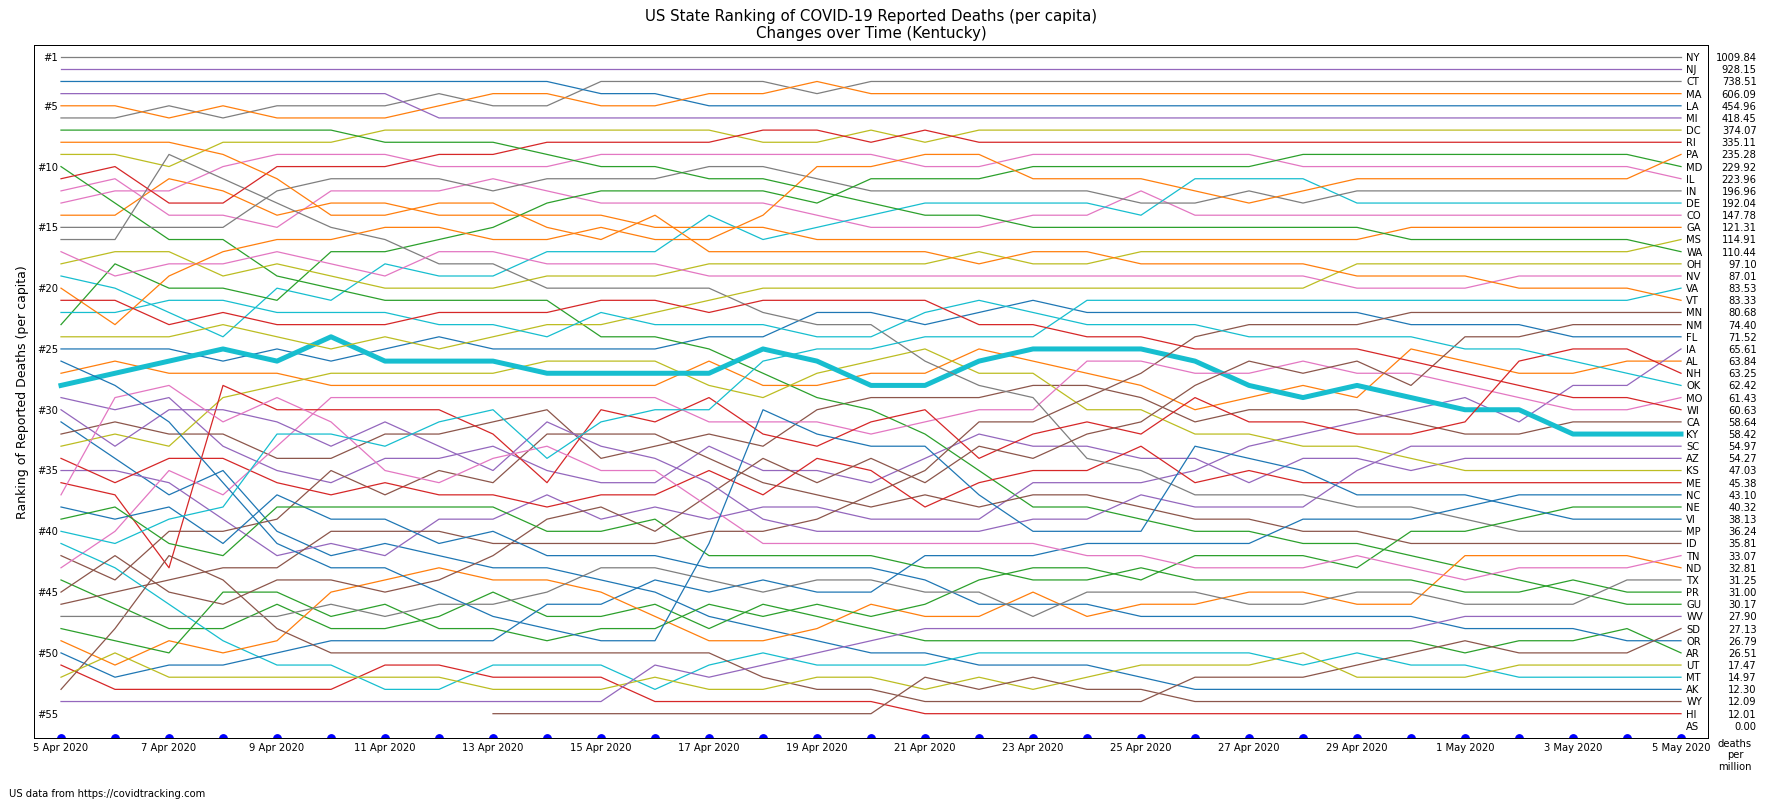 US State Ranking of COVID-19 Reported Deaths (per capita)
Changes over Time (Kentucky)
Ranking of Reported Deaths (per capita)
#1
#5
#10
#15
#20
#25
#30
#35
#40
#45
#50
#55
NY 1009.84
NJ 928.15
CT 738.51
MA 606.09
LA 454.96
MI 418.45
DC 374.07
RI 335.11
PA 235.28
MD 229.92
IL 223.96
IN 196.96
DE 192.04
CO 147.78
GA 121.31
MS 114.91
WA 110.44
OH 97.10
NV 87.01
VA 83.53
VT 83.33
MN 80.68
NM 74.40
FL 71.52
IA 65.61
AL 63.84
NH 63.25
OK 62.42
MO 61.43
WI 60.63
CA 58.64
KY 58.42
SC 54.97
AZ 54.27
KS 47.03
ME 45.38
NC 43.10
NE 40.32
VI 38.13
MP 36.24
ID 35.81
TN 33.07
ND 32.81
TX 31.25
PR 31.00
GU 30.17
WV 27.90
SD 27.13
OR 26.79
AR 26.51
UT 17.47
MT 14.97
AK 12.30
WY 12.09
HI 12.01
AS 0.00
5 Apr 2020 7 Apr 2020 9 Apr 2020 11 Apr 2020 13 Apr 2020 15 Apr 2020 17 Apr 2020 19 Apr 2020 21 Apr 2020 23 Apr 2020 25 Apr 2020 27 Apr 2020 29 Apr 2020 1 May 2020 3 May 2020 5 May 2020
deaths
per
million
US data from https://covidtracking.com